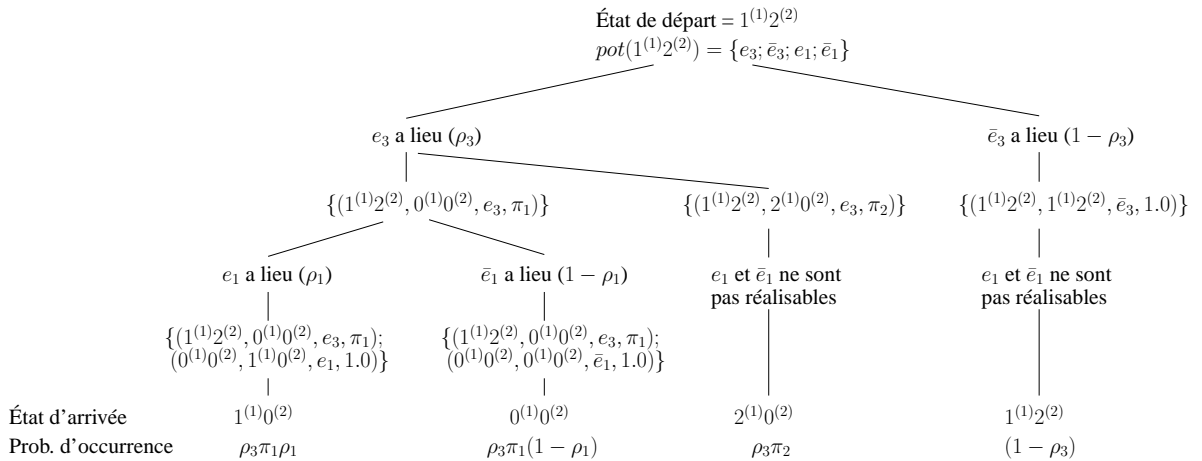 État de départ = 1^{(1)}2^{(2)}
pot(1^{(1)}2^{(2)}) = {e_3; ē_3; e_1; ē_1}
e_3 a lieu (ρ_3)
ē_3 a lieu (1 − ρ_3)
{(1^{(1)}2^{(2)}, 0^{(1)}0^{(2)}, e_3, π_1)}
{(1^{(1)}2^{(2)}, 2^{(1)}0^{(2)}, e_3, π_2)}
{(1^{(1)}2^{(2)}, 1^{(1)}2^{(2)}, ē_3, 1.0)}
e_1 a lieu (ρ_1)
ē_1 a lieu (1 − ρ_1)
e_1 et ē_1 ne sont
pas réalisables
e_1 et ē_1 ne sont
pas réalisables
{(1^{(1)}2^{(2)}, 0^{(1)}0^{(2)}, e_3, π_1);
(0^{(1)}0^{(2)}, 1^{(1)}0^{(2)}, e_1, 1.0)}
{(1^{(1)}2^{(2)}, 0^{(1)}0^{(2)}, e_3, π_1);
(0^{(1)}0^{(2)}, 0^{(1)}0^{(2)}, ē_1, 1.0)}
État d'arrivée 1^{(1)}0^{(2)} 0^{(1)}0^{(2)} 2^{(1)}0^{(2)} 1^{(1)}2^{(2)}
Prob. d'occurrence ρ_3π_1ρ_1 ρ_3π_1(1 − ρ_1) ρ_3π_2 (1 − ρ_3)